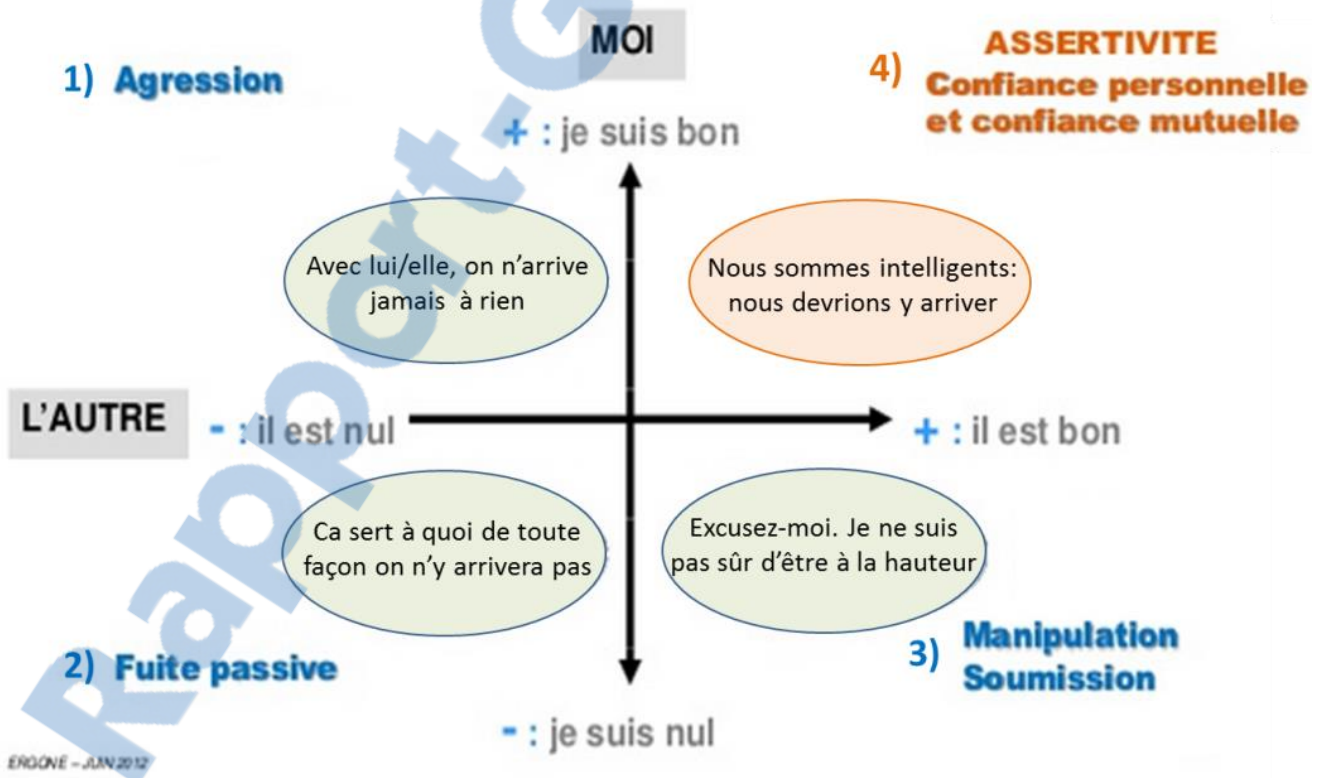 MOI
1) Agression
4) ASSERTIVITE
Confiance personnelle
et confiance mutuelle
+ : je suis bon
Avec lui/elle, on n'arrive
jamais à rien
Nous sommes intelligents:
nous devrions y arriver
L'AUTRE
- : il est nul
+ : il est bon
Ca sert à quoi de toute
façon on n'y arrivera pas
Excusez-moi. Je ne suis
pas sûr d'être à la hauteur
2) Fuite passive
3) Manipulation
Soumission
- : je suis nul
ERGONE – JUIN 2012
Rapport-G